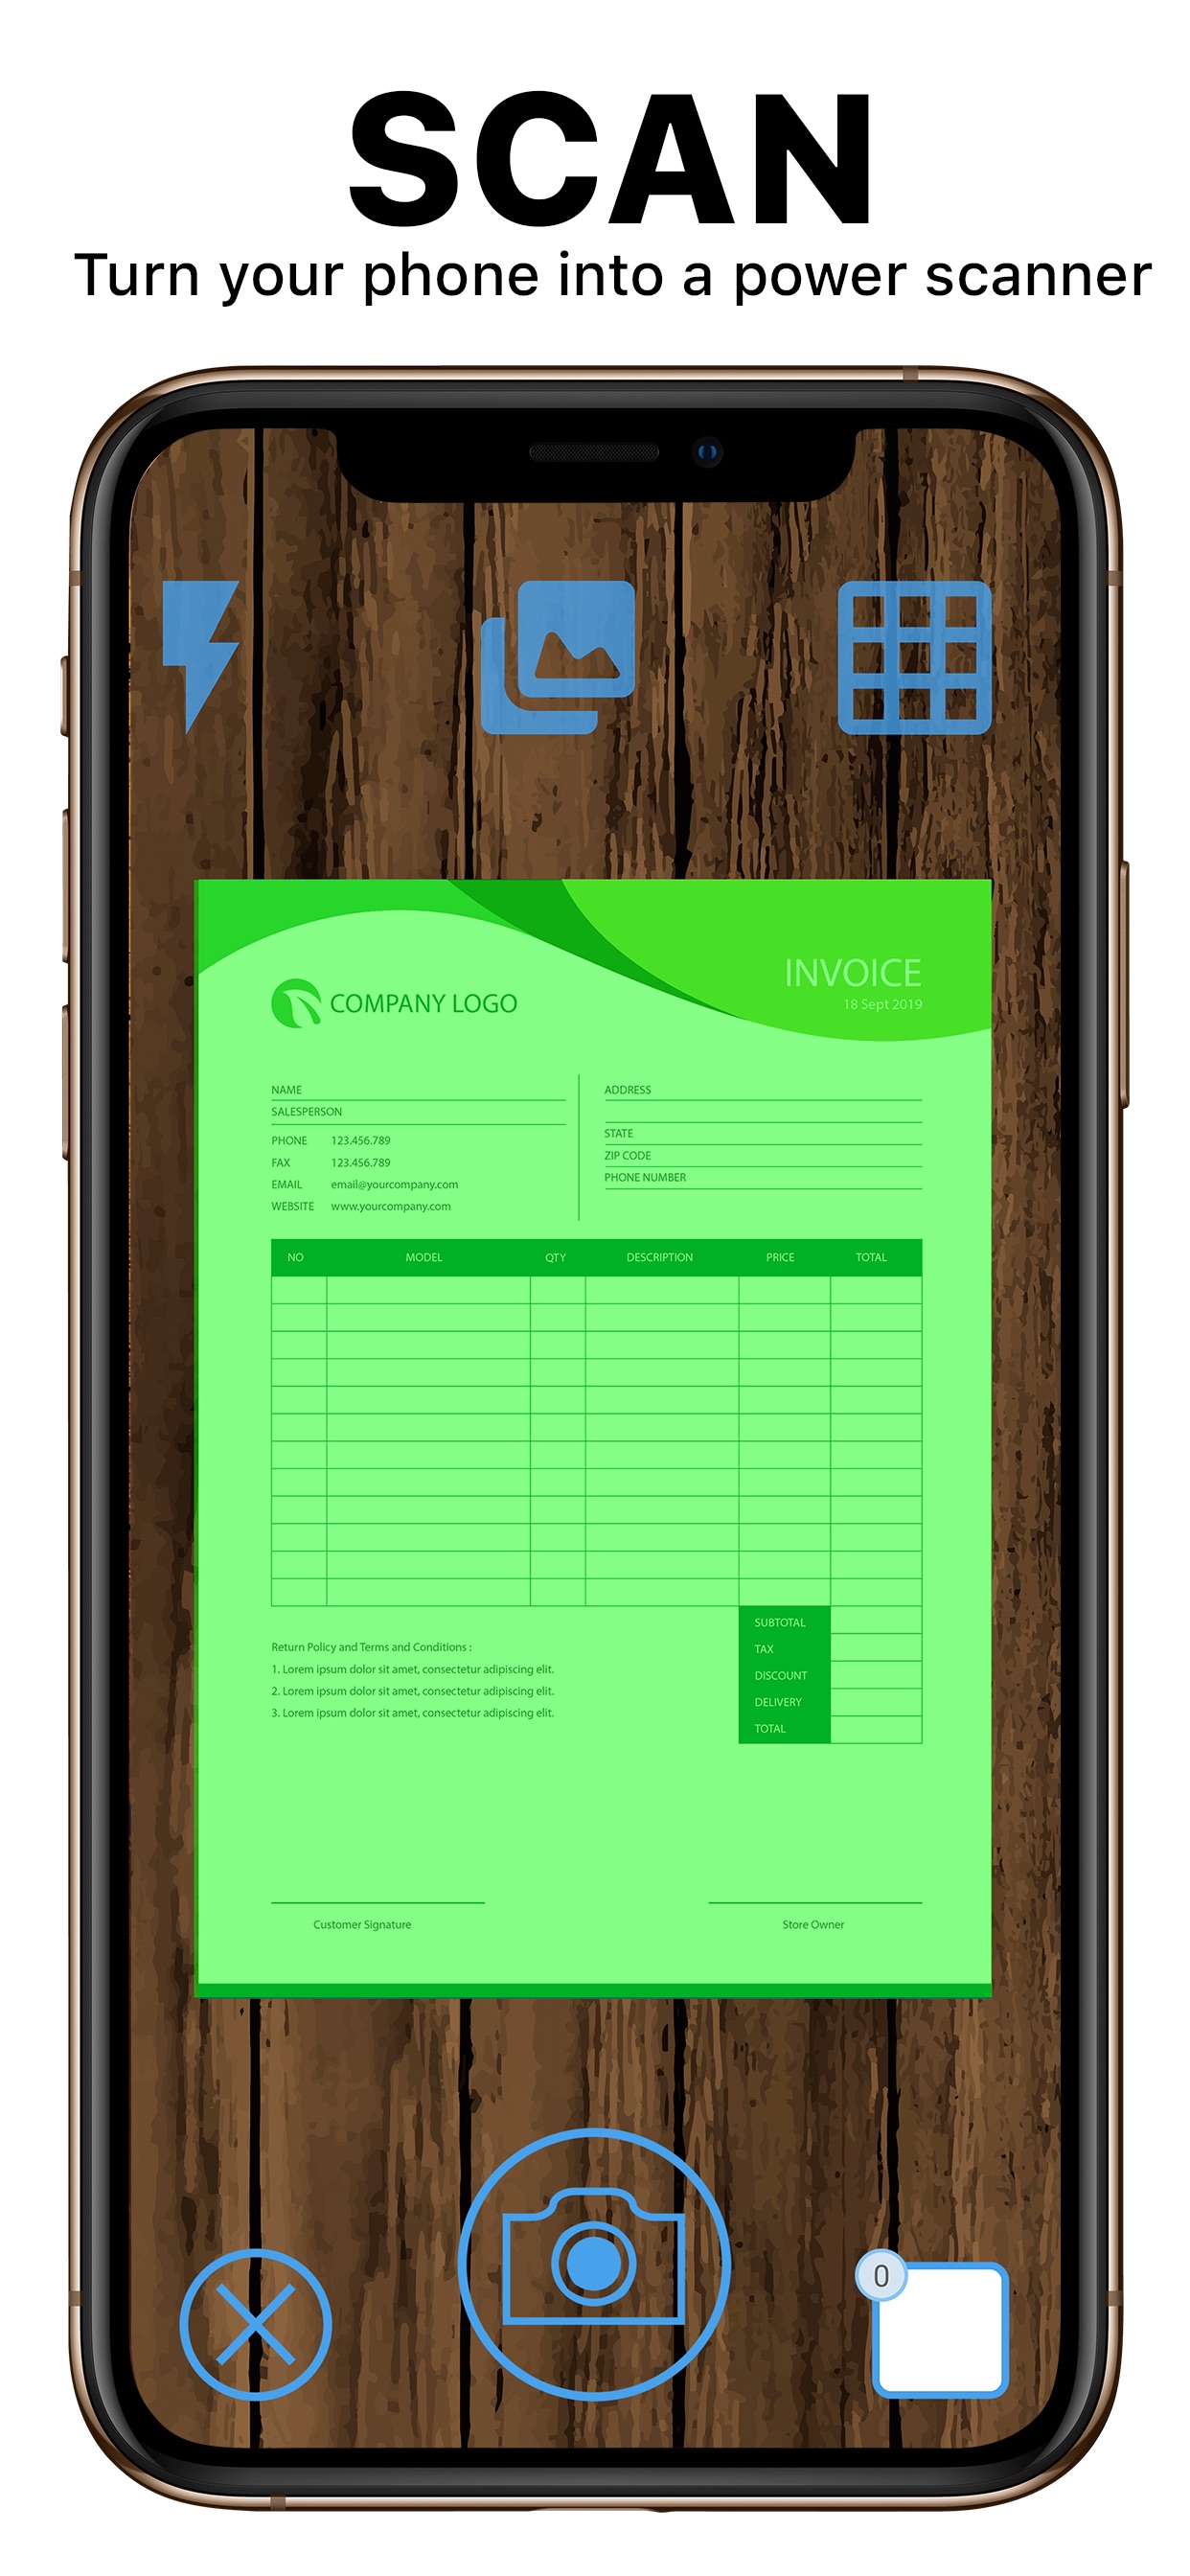 SCAN
Turn your phone into a power scanner
INVOICE
18 Sept 2019
COMPANY LOGO
NAME
SALESPERSON
PHONE 123.456.789
FAX 123.456.789
EMAIL email@yourcompany.com
WEBSITE www.yourcompany.com
ADDRESS
STATE
ZIP CODE
PHONE NUMBER
NO MODEL QTY DESCRIPTION PRICE TOTAL
SUBTOTAL
TAX
DISCOUNT
DELIVERY
TOTAL
Return Policy and Terms and Conditions :
1. Lorem ipsum dolor sit amet, consectetur adipiscing elit.
2. Lorem ipsum dolor sit amet, consectetur adipiscing elit.
3. Lorem ipsum dolor sit amet, consectetur adipiscing elit.
Customer Signature Store Owner
0